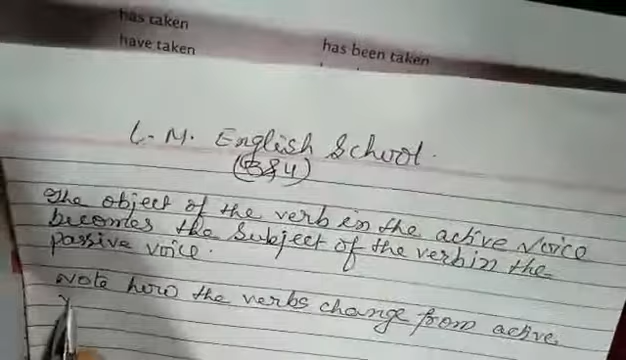 has taken
have taken
has been taken
L. M. English School.
The object of the verb in the active voice
becomes the Subject of the verb in the
passive voice.
Note how the verbs change from active